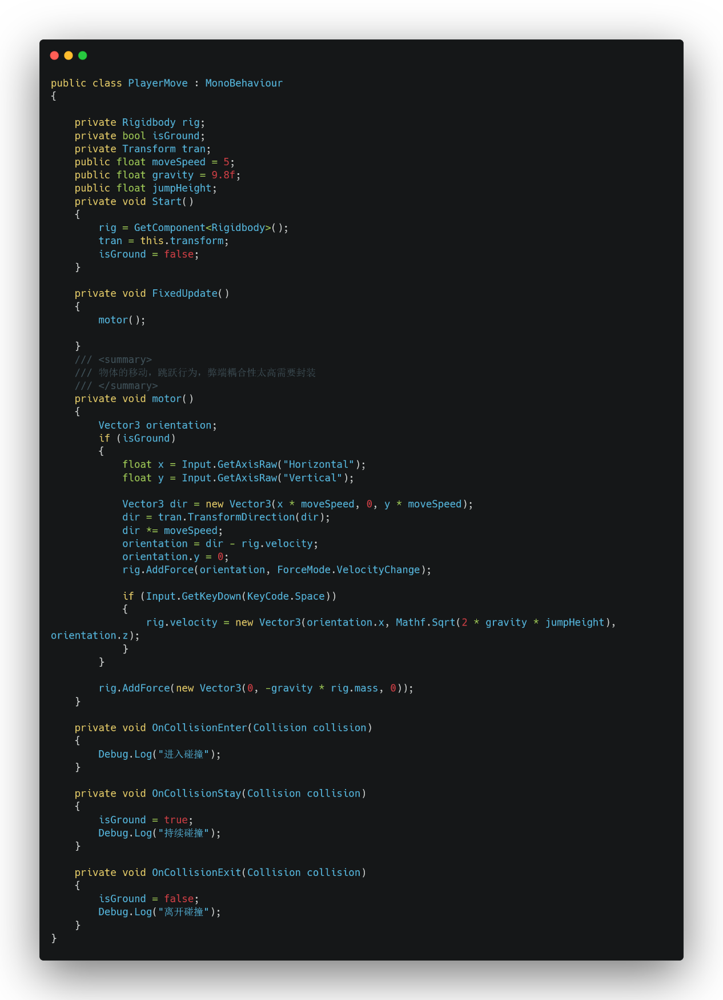 public class PlayerMove : MonoBehaviour
{

    private Rigidbody rig;
    private bool isGround;
    private Transform tran;
    public float moveSpeed = 5;
    public float gravity = 9.8f;
    public float jumpHeight;
    private void Start()
    {
        rig = GetComponent<Rigidbody>();
        tran = this.transform;
        isGround = false;
    }

    private void FixedUpdate()
    {
        motor();

    }
    /// <summary>
    /// 物体的移动，跳跃行为，弊端耦合性太高需要封装
    /// </summary>
    private void motor()
    {
        Vector3 orientation;
        if (isGround)
        {
            float x = Input.GetAxisRaw("Horizontal");
            float y = Input.GetAxisRaw("Vertical");

            Vector3 dir = new Vector3(x * moveSpeed, 0, y * moveSpeed);
            dir = tran.TransformDirection(dir);
            dir *= moveSpeed;
            orientation = dir - rig.velocity;
            orientation.y = 0;
            rig.AddForce(orientation, ForceMode.VelocityChange);

            if (Input.GetKeyDown(KeyCode.Space))
            {
                rig.velocity = new Vector3(orientation.x, Mathf.Sqrt(2 * gravity * jumpHeight),
orientation.z);
            }
        }

        rig.AddForce(new Vector3(0, -gravity * rig.mass, 0));
    }

    private void OnCollisionEnter(Collision collision)
    {
        Debug.Log("进入碰撞");
    }

    private void OnCollisionStay(Collision collision)
    {
        isGround = true;
        Debug.Log("持续碰撞");
    }

    private void OnCollisionExit(Collision collision)
    {
        isGround = false;
        Debug.Log("离开碰撞");
    }
}